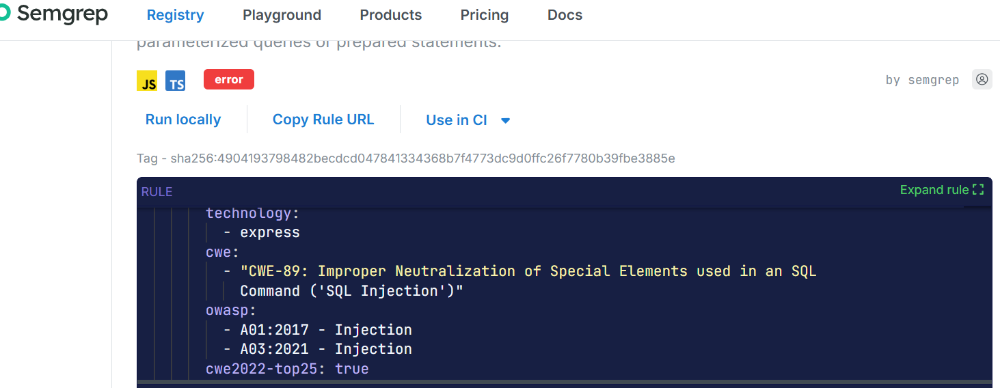 Semgrep Registry Playground Products Pricing Docs
parameterized queries or prepared statements.
JS TS error by semgrep
Run locally Copy Rule URL Use in CI
Tag - sha256:4904193798482becdcd047841334368b7f4773dc9d0ffc26f7780b39fbe3885e
RULE Expand rule
technology:
- express
cwe:
- "CWE-89: Improper Neutralization of Special Elements used in an SQL
Command ('SQL Injection')"
owasp:
- A01:2017 - Injection
- A03:2021 - Injection
cwe2022-top25: true